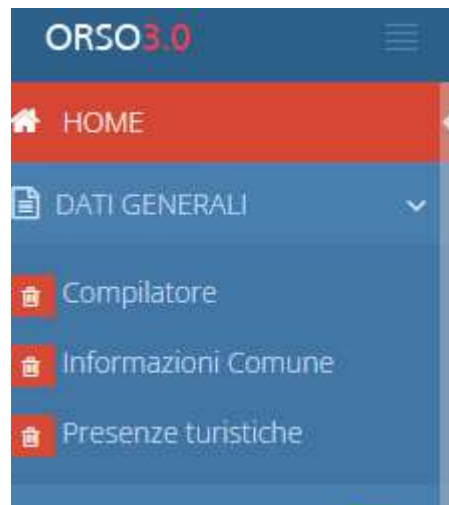 ORSO3.0
HOME
DATI GENERALI
Compilatore
Informazioni Comune
Presenze turistiche